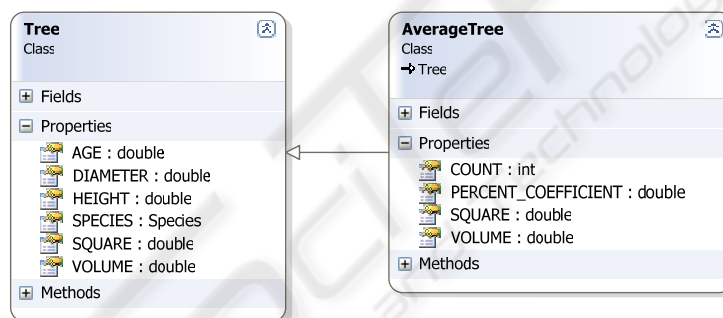 Tree
Class
Fields
Properties
AGE : double
DIAMETER : double
HEIGHT : double
SPECIES : Species
SQUARE : double
VOLUME : double
Methods
AverageTree
Class
Tree
Fields
Properties
COUNT : int
PERCENT_COEFFICIENT : double
SQUARE : double
VOLUME : double
Methods